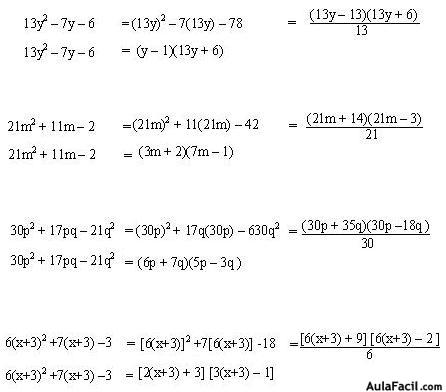 13y² – 7y – 6 =(13y)² – 7(13y) – 78 = (13y – 13)(13y + 6)/13
13y² – 7y – 6 = (y – 1)(13y + 6)
21m² + 11m – 2 =(21m)² + 11(21m) – 42 = (21m + 14)(21m – 3)/21
21m² + 11m – 2 = (3m + 2)(7m – 1)
30p² + 17pq – 21q² =(30p)² + 17q(30p) – 630q² = (30p + 35q)(30p –18q)/30
30p² + 17pq – 21q² =(6p + 7q)(5p – 3q)
6(x+3)² +7(x+3) –3 = [6(x+3)]² +7[6(x+3)] -18 =[6(x+3) + 9] [6(x+3) – 2]/6
6(x+3)² +7(x+3) –3 = [2(x+3) + 3] [3(x+3) – 1]
AulaFacil.com